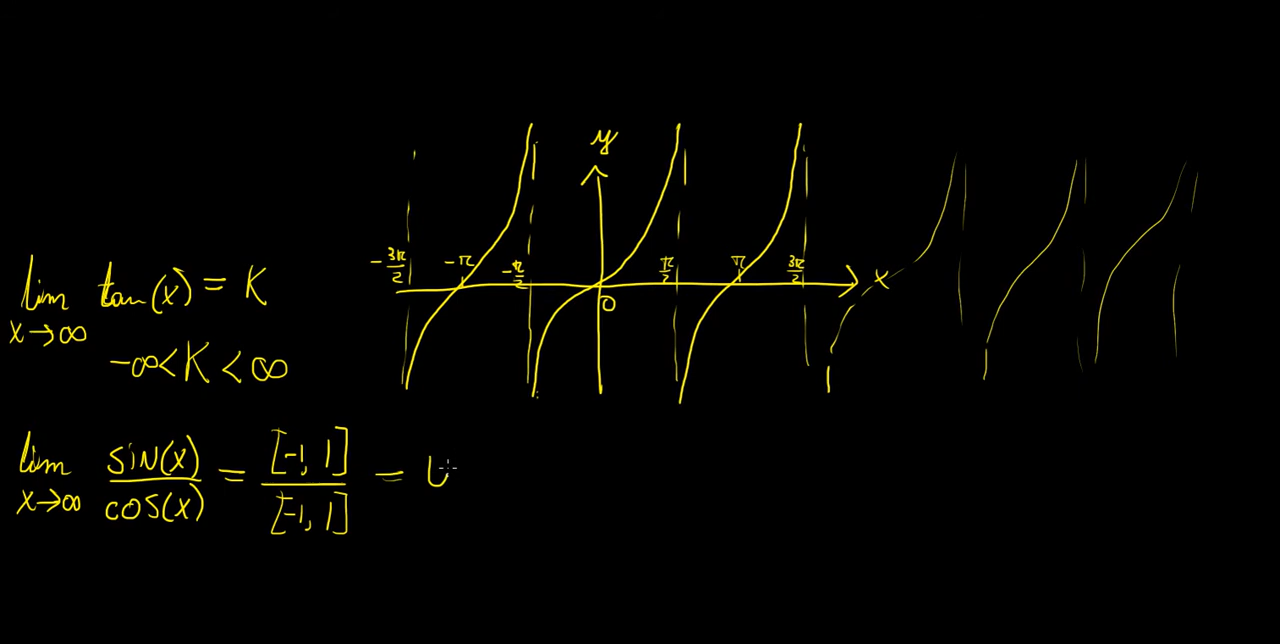 y
-3π/2 -π -π/2 0 π/2 π 3π/2 x
lim x→∞ tan(x) = K
-∞<K<∞
lim x→∞ sin(x)/cos(x) = [-1, 1]/[-1, 1] = U